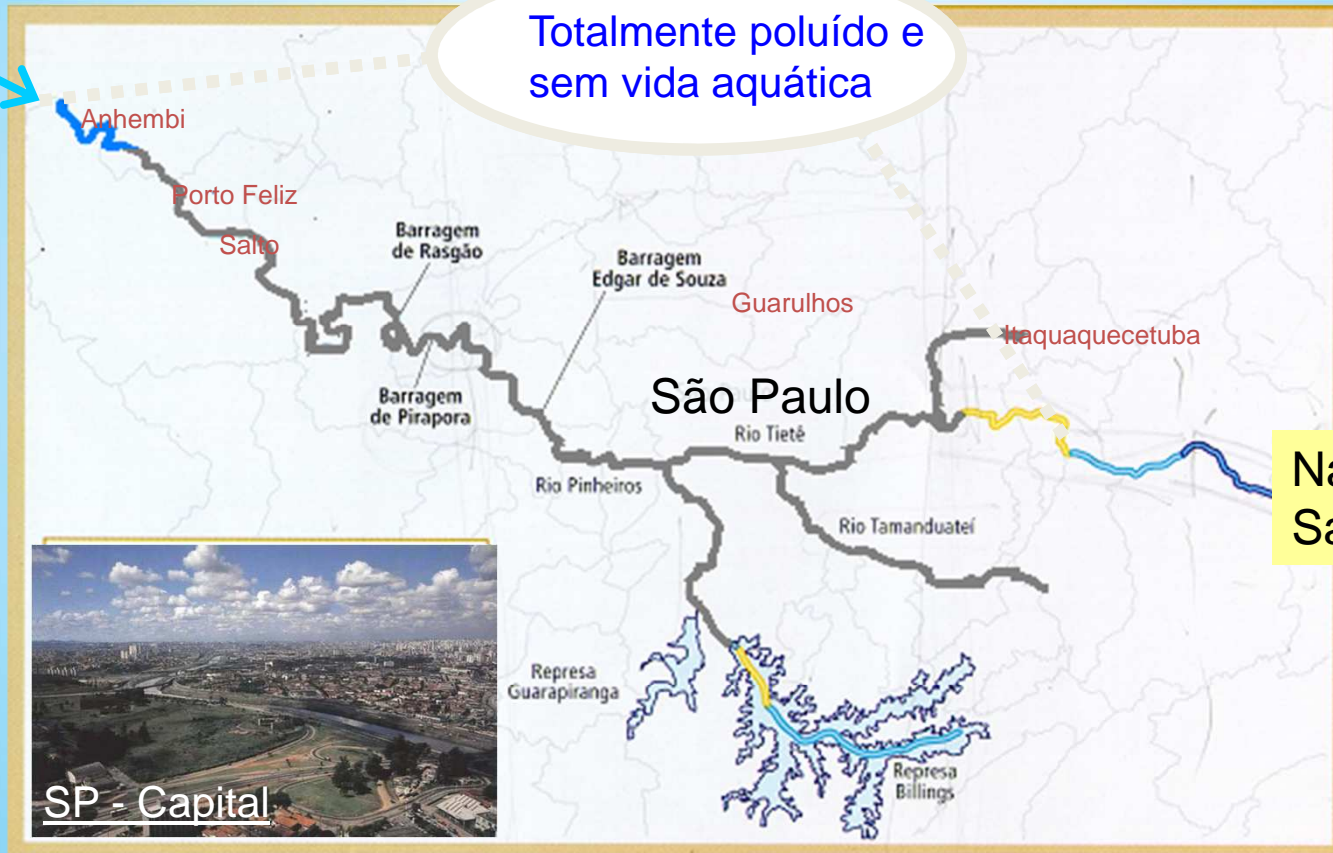 Totalmente poluído e
sem vida aquática
Anhembi
Porto Feliz
Salto
Barragem
de Rasgão
Barragem
Edgar de Souza
Guarulhos
Itaquaquecetuba
Barragem
de Pirapora
São Paulo
Rio Tietê
Rio Pinheiros
Rio Tamanduateí
Represa
Guarapiranga
Represa
Billings
SP - Capital